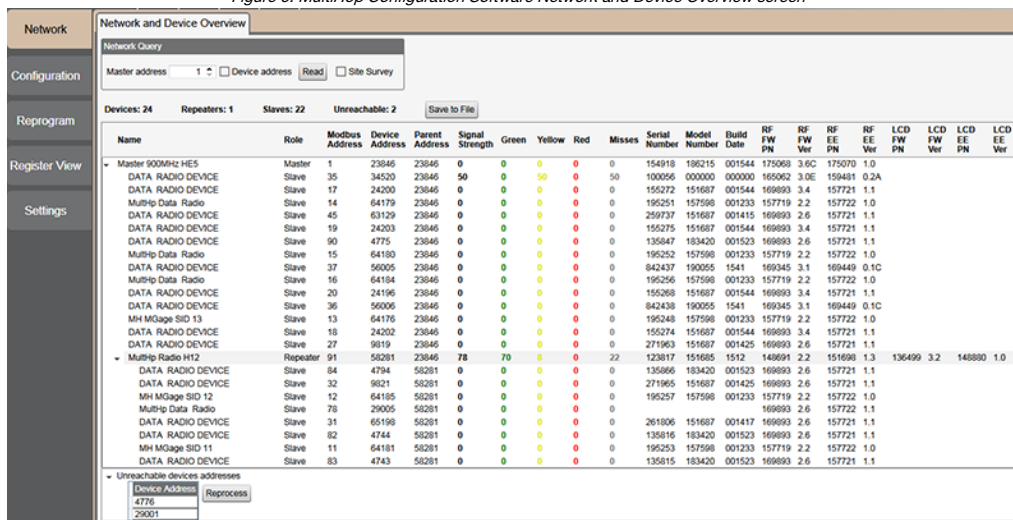 Figure 5: MultiHop Configuration Software Network and Device Overview screen
Network
Configuration
Reprogram
Register View
Settings
Network and Device Overview
Network Query
Master address 1 Device address Read Site Survey
Devices: 24 Repeaters: 1 Slaves: 22 Unreachable: 2 Save to File
Name Role Modbus Address Device Address Parent Address Signal Strength Green Yellow Red Misses Serial Number Model Number Build Date RF FW PN RF FW Ver RF EE PN RF EE Ver LCD FW PN LCD FW Ver LCD EE PN LCD EE Ver
Master 900MHz HE5 Master 1 23846 23846 0 0 0 0 0 154918 186215 001544 175068 3.6C 175070 1.0
DATA RADIO DEVICE Slave 35 34520 23846 50 0 50 0 50 100056 000000 000000 165062 3.0E 159481 0.2A
DATA RADIO DEVICE Slave 17 24200 23846 0 0 0 0 0 155272 151687 001544 169893 3.4 157721 1.1
MultiHp Data Radio Slave 14 64179 23846 0 0 0 0 0 195251 157598 001233 157719 2.2 157722 1.0
DATA RADIO DEVICE Slave 45 63129 23846 0 0 0 0 0 259737 151687 001415 169893 2.6 157721 1.1
DATA RADIO DEVICE Slave 19 24203 23846 0 0 0 0 0 155275 151687 001544 169893 3.4 157721 1.1
DATA RADIO DEVICE Slave 90 4775 23846 0 0 0 0 0 135847 183420 001523 169893 2.6 157721 1.1
MultiHp Data Radio Slave 15 64180 23846 0 0 0 0 0 195252 157598 001233 157719 2.2 157722 1.0
DATA RADIO DEVICE Slave 37 56005 23846 0 0 0 0 0 842437 190055 1541 169345 3.1 169449 0.1C
MultiHp Data Radio Slave 16 64184 23846 0 0 0 0 0 195256 157598 001233 157719 2.2 157722 1.0
DATA RADIO DEVICE Slave 20 24196 23846 0 0 0 0 0 155268 151687 001544 169893 3.4 157721 1.1
DATA RADIO DEVICE Slave 36 56006 23846 0 0 0 0 0 842438 190055 1541 169345 3.1 169449 0.1C
MH MGage SID 13 Slave 13 64176 23846 0 0 0 0 0 195248 157598 001233 157719 2.2 157722 1.0
DATA RADIO DEVICE Slave 18 24202 23846 0 0 0 0 0 155274 151687 001544 169893 3.4 157721 1.1
DATA RADIO DEVICE Slave 27 9819 23846 0 0 0 0 0 271963 151687 001425 169893 2.6 157721 1.1
MultiHp Radio H12 Repeater 91 58281 23846 78 70 8 0 22 123817 151685 1512 148691 2.2 151698 1.3 136499 3.2 148880 1.0
DATA RADIO DEVICE Slave 84 4794 58281 0 0 0 0 0 135866 183420 001523 169893 2.6 157721 1.1
DATA RADIO DEVICE Slave 32 9821 58281 0 0 0 0 0 271965 151687 001425 169893 2.6 157721 1.1
MH MGage SID 12 Slave 12 64185 58281 0 0 0 0 0 195257 157598 001233 157719 2.2 157722 1.0
MultiHp Data Radio Slave 78 29005 58281 0 0 0 0 0 169893 2.6 157722 1.1
DATA RADIO DEVICE Slave 31 65198 58281 0 0 0 0 0 261806 151687 001417 169893 2.6 157721 1.1
DATA RADIO DEVICE Slave 82 4744 58281 0 0 0 0 0 135816 183420 001523 169893 2.6 157721 1.1
MH MGage SID 11 Slave 11 64181 58281 0 0 0 0 0 195253 157598 001233 157719 2.2 157722 1.0
DATA RADIO DEVICE Slave 83 4743 58281 0 0 0 0 0 135815 183420 001523 169893 2.6 157721 1.1
Unreachable devices addresses
Device Address Reprocess
4776
29001